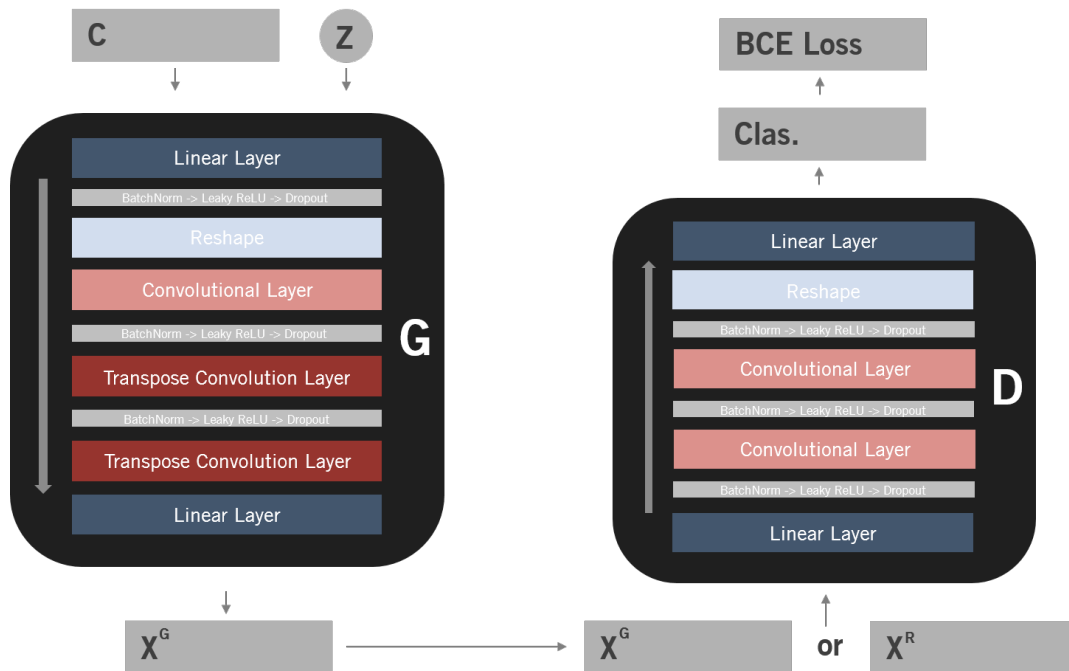 C
Z
Linear Layer
BatchNorm -> Leaky ReLU -> Dropout
Reshape
Convolutional Layer
BatchNorm -> Leaky ReLU -> Dropout
Transpose Convolution Layer
BatchNorm -> Leaky ReLU -> Dropout
Transpose Convolution Layer
Linear Layer
G
X^G
BCE Loss
Clas.
Linear Layer
Reshape
BatchNorm -> Leaky ReLU -> Dropout
Convolutional Layer
BatchNorm -> Leaky ReLU -> Dropout
Convolutional Layer
BatchNorm -> Leaky ReLU -> Dropout
Linear Layer
D
X^G or X^R